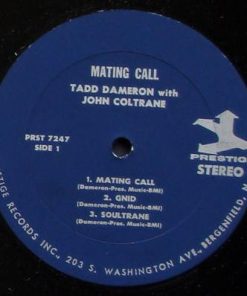 MATING CALL
TADD DAMERON with
JOHN COLTRANE
PRST 7247
SIDE 1
PRESTIGE
STEREO
1. MATING CALL
(Dameron-Pres. Music-BMI)
2. GNID
(Dameron-Pres. Music-BMI)
3. SOULTRANE
(Dameron-Pres. Music-BMI)
TIGE RECORDS INC., 203 S. WASHINGTON AVE., BERGENFIELD,